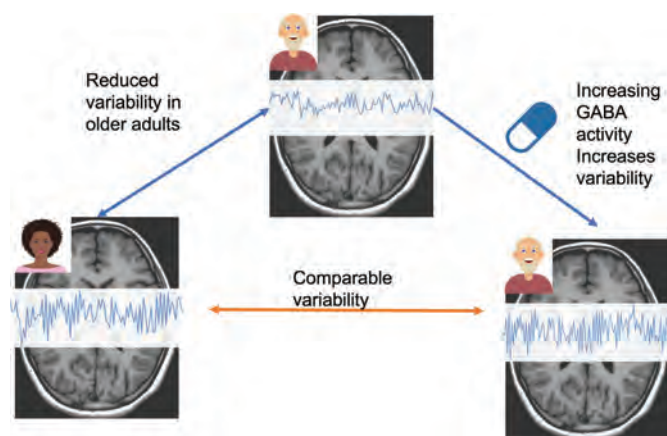 Reduced
variability in
older adults
Increasing
GABA
activity
Increases
variability
Comparable
variability